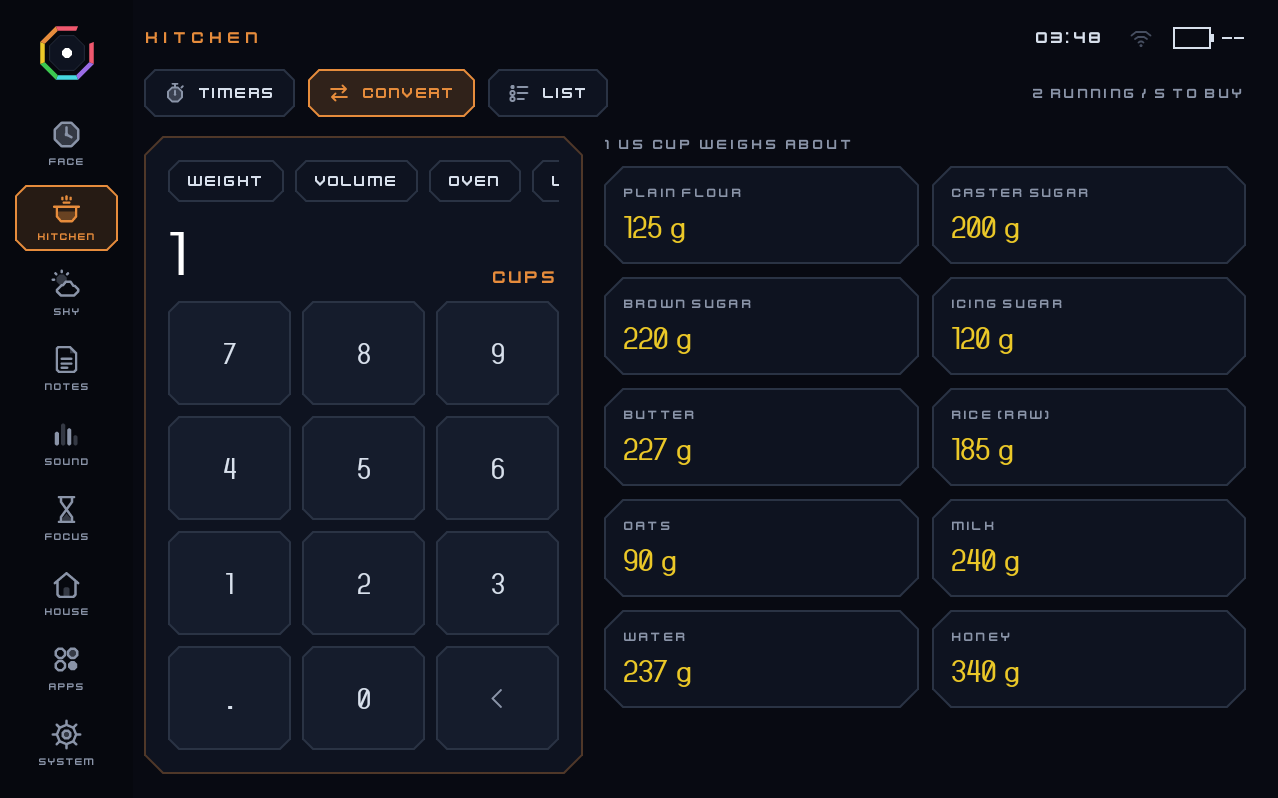 KITCHEN
03:48
--
TIMERS
CONVERT
LIST
2 RUNNING / 5 TO BUY
FACE
KITCHEN
SKY
NOTES
SOUND
FOCUS
HOUSE
APPS
SYSTEM
WEIGHT
VOLUME
OVEN
L
1
CUPS
7
8
9
4
5
6
1
2
3
.
0
<
1 US CUP WEIGHS ABOUT
PLAIN FLOUR
125 g
CASTER SUGAR
200 g
BROWN SUGAR
220 g
ICING SUGAR
120 g
BUTTER
227 g
RICE (RAW)
185 g
OATS
90 g
MILK
240 g
WATER
237 g
HONEY
340 g